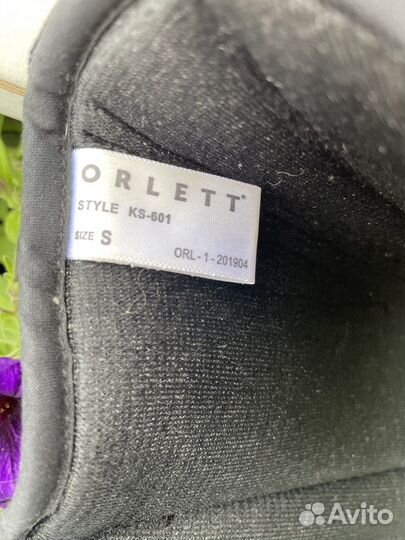 ORLETT®
STYLE KS-601
SIZE S
ORL-1-201904
Avito